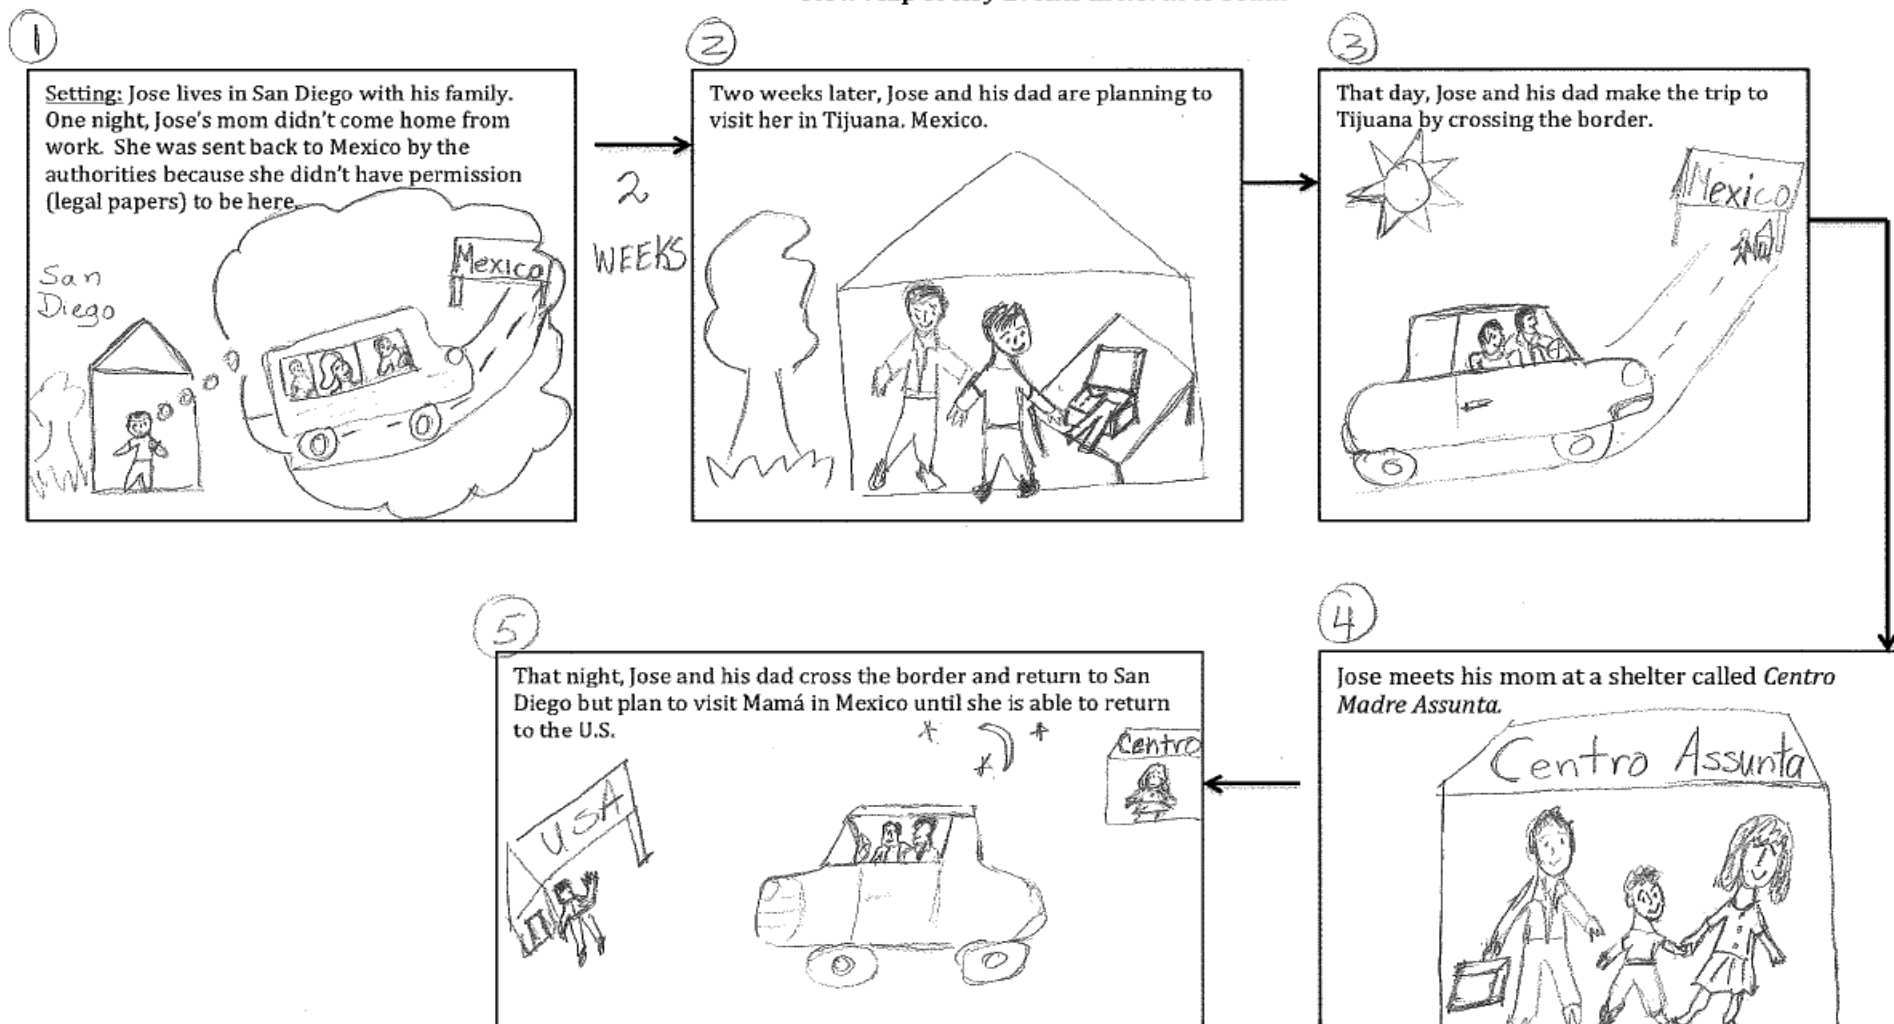 1
Setting: Jose lives in San Diego with his family.
One night, Jose's mom didn't come home from
work.  She was sent back to Mexico by the
authorities because she didn't have permission
(legal papers) to be here.
San
Diego
Mexico
2
WEEKS
2
Two weeks later, Jose and his dad are planning to
visit her in Tijuana. Mexico.
3
That day, Jose and his dad make the trip to
Tijuana by crossing the border.
Mexico
4
Jose meets his mom at a shelter called Centro
Madre Assunta.
Centro Assunta
5
That night, Jose and his dad cross the border and return to San
Diego but plan to visit Mamá in Mexico until she is able to return
to the U.S.
Centro
USA